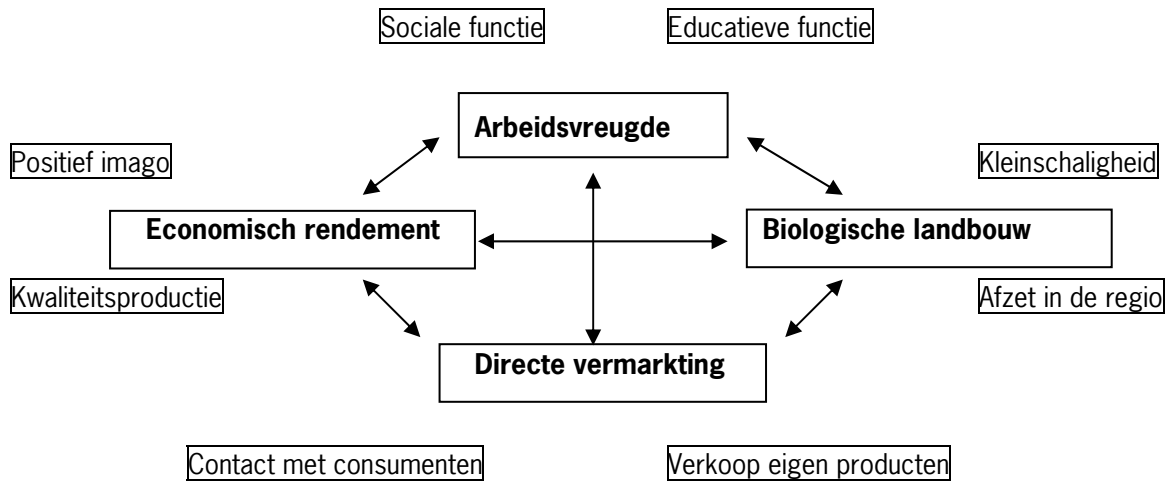 Sociale functie
Educatieve functie
Arbeidsvreugde
Positief imago
Kleinschaligheid
Economisch rendement
Biologische landbouw
Kwaliteitsproductie
Afzet in de regio
Directe vermarkting
Contact met consumenten
Verkoop eigen producten